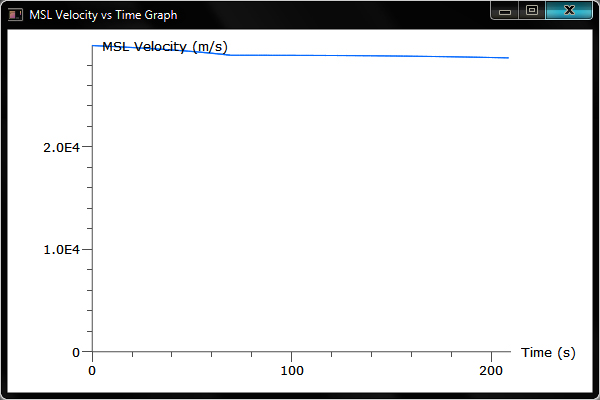 MSL Velocity vs Time Graph
MSL Velocity (m/s)
2.0E4
1.0E4
0
Time (s)
0 100 200